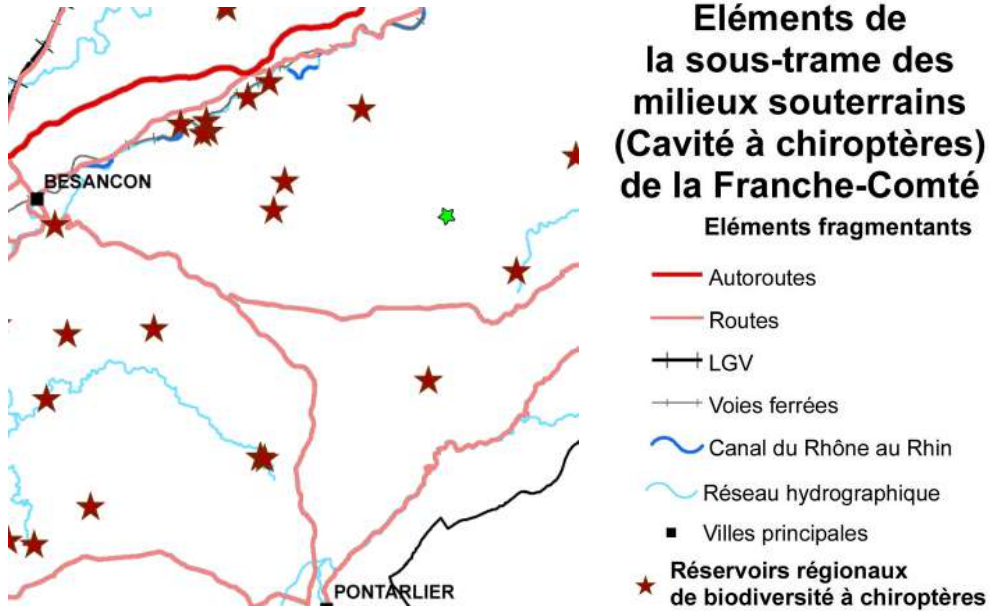 Eléments de
la sous-trame des
milieux souterrains
(Cavité à chiroptères)
de la Franche-Comté
Eléments fragmentants
Autoroutes
Routes
LGV
Voies ferrées
Canal du Rhône au Rhin
Réseau hydrographique
Villes principales
Réservoirs régionaux
de biodiversité à chiroptères
BESANCON
PONTARLIER